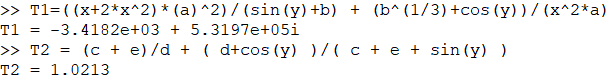 >> T1=((x+2*x^2)*(a)^2)/(sin(y)+b) + (b^(1/3)+cos(y))/(x^2*a)
T1 = -3.4182e+03 + 5.3197e+05i
>> T2 = (c + e)/d + ( d+cos(y) )/( c + e + sin(y) )
T2 = 1.0213